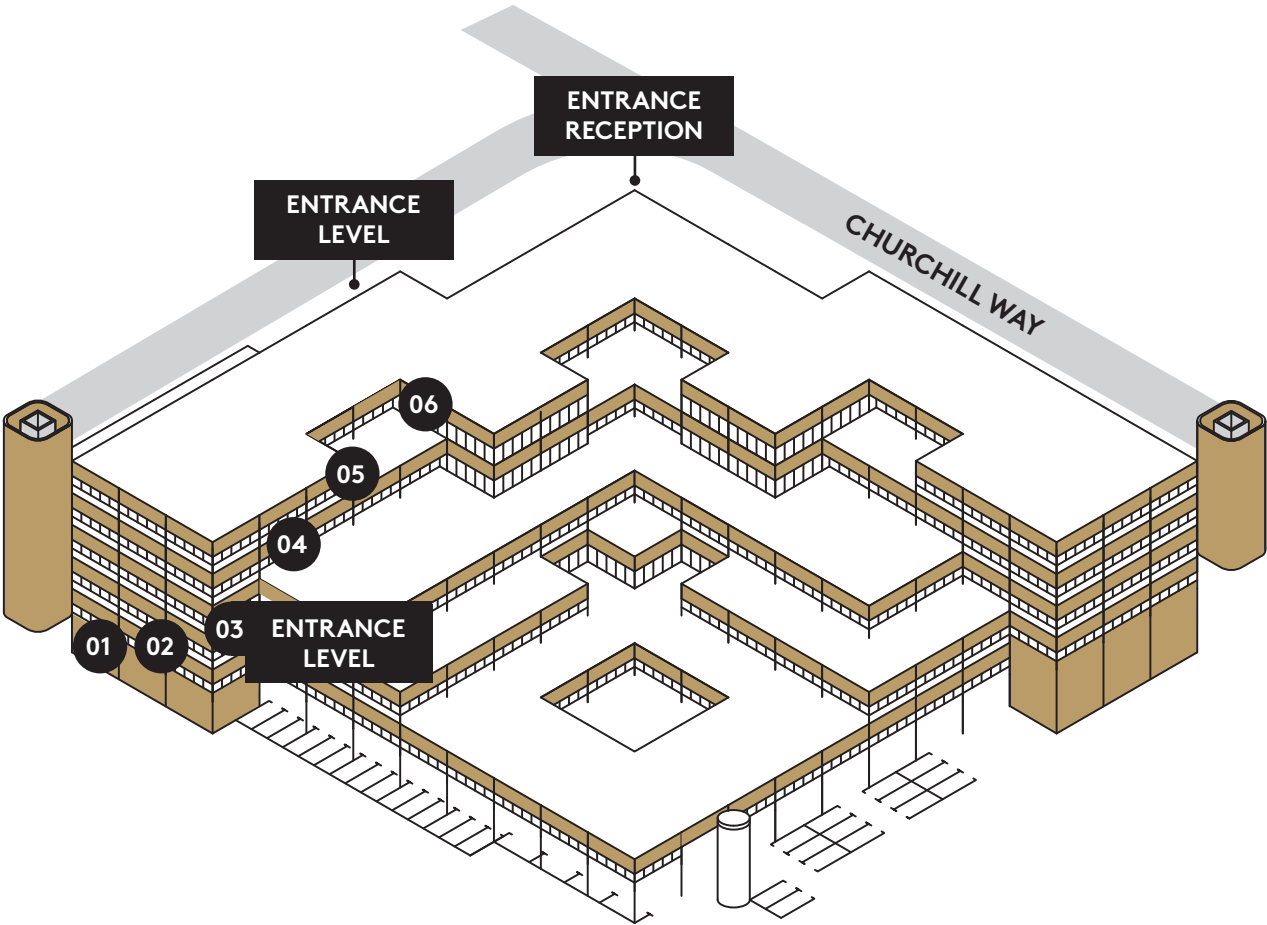 ENTRANCE
RECEPTION
ENTRANCE
LEVEL
CHURCHILL WAY
06
05
04
01
02
03
ENTRANCE
LEVEL